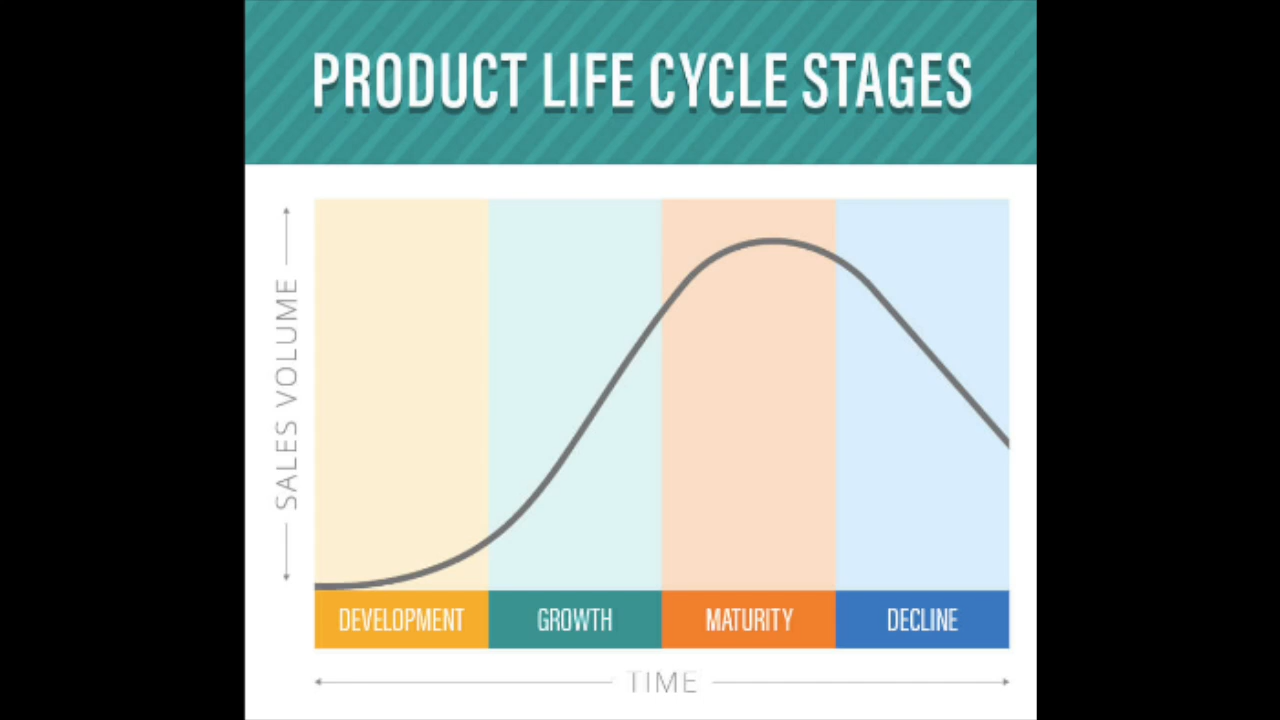 PRODUCT LIFE CYCLE STAGES
SALES VOLUME
DEVELOPMENT GROWTH MATURITY DECLINE
TIME